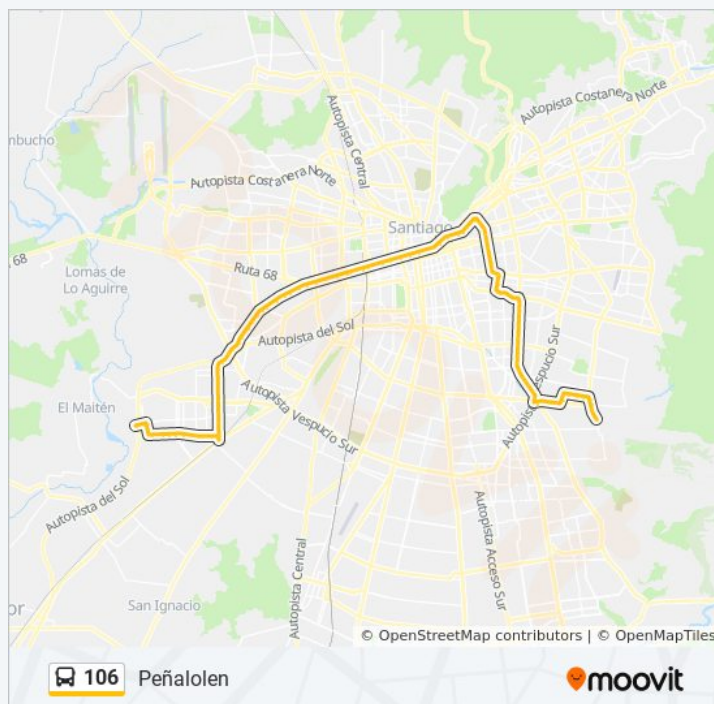 Autopista Costanera Norte
Autopista Central
mbucho
Autopista Costanera Norte
Santiago
68
Ruta 68
Lomas de
Lo Aguirre
Autopista del Sol
Autopista Vespucio Sur
El Maitén
Autopista Vespucio Sur
Autopista del Sol
Autopista Acceso Sur
Autopista Central
San Ignacio
or
© OpenStreetMap contributors | © OpenMapTiles
106 Peñalolen
moovit